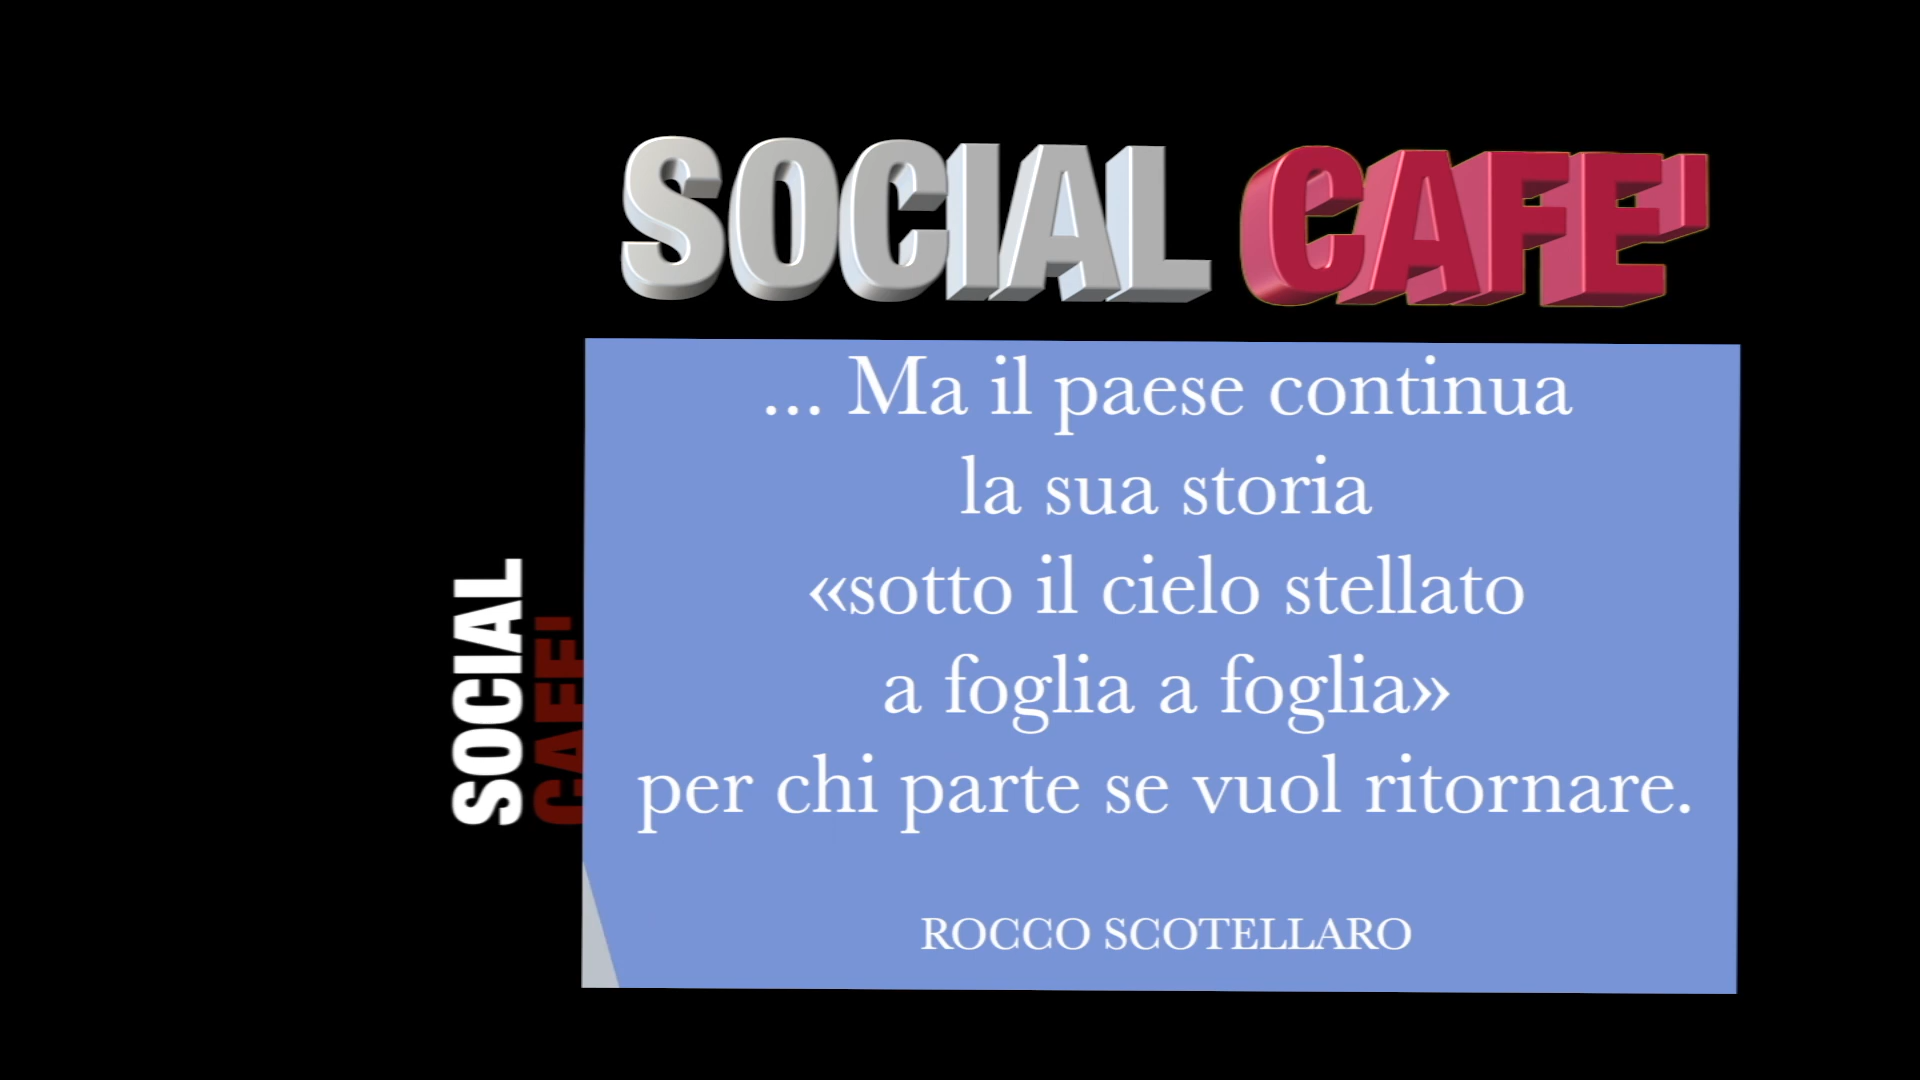 SOCIAL CAFE'
... Ma il paese continua
la sua storia
«sotto il cielo stellato
a foglia a foglia»
per chi parte se vuol ritornare.
ROCCO SCOTELLARO
SOCIAL
CAFE'